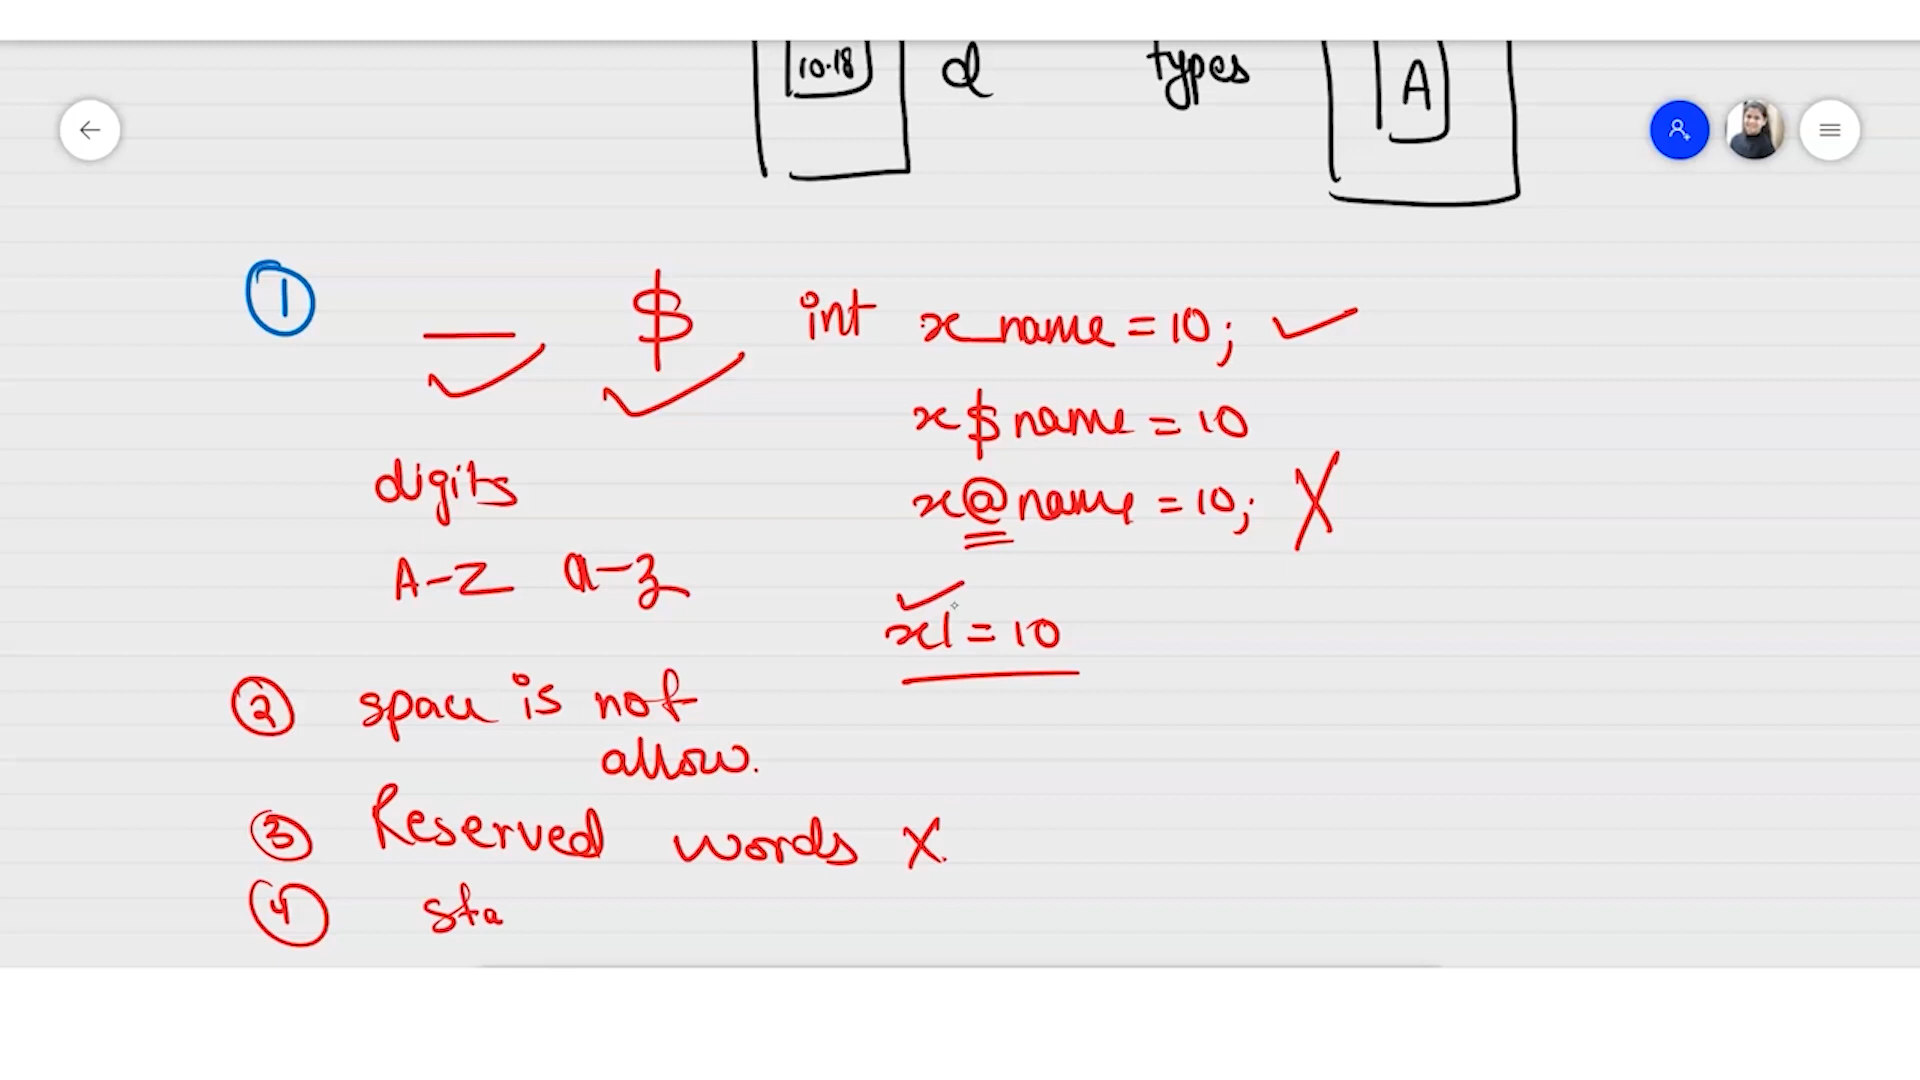 10.18 d types A
1 _ $ int x_name = 10;
x$name = 10
digits x@name = 10;
A-Z a-z
x1 = 10
2 space is not
allow.
3 Reserved words X.
4 sta